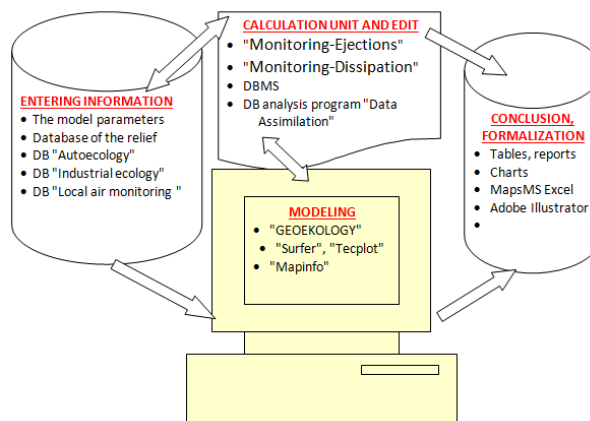 CALCULATION UNIT AND EDIT
• "Monitoring-Ejections"
• "Monitoring-Dissipation"
• DBMS
• DB analysis program "Data
Assimilation"
ENTERING INFORMATION
• The model parameters
• Database of the relief
• DB "Autoecology"
• DB "Industrial ecology"
• DB "Local air monitoring "
MODELING
• "GEOEKOLOGY"
• "Surfer", "Tecplot"
• "Mapinfo"
CONCLUSION,
FORMALIZATION
• Tables, reports
• Charts
• MapsMS Excel
• Adobe Illustrator
•